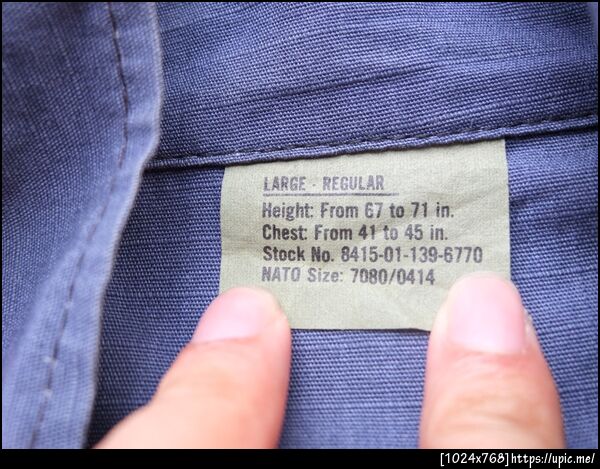 LARGE - REGULAR
Height: From 67 to 71 in.
Chest: From 41 to 45 in.
Stock No. 8415-01-139-6770
NATO Size: 7080/0414
[1024x768]https://upic.me/